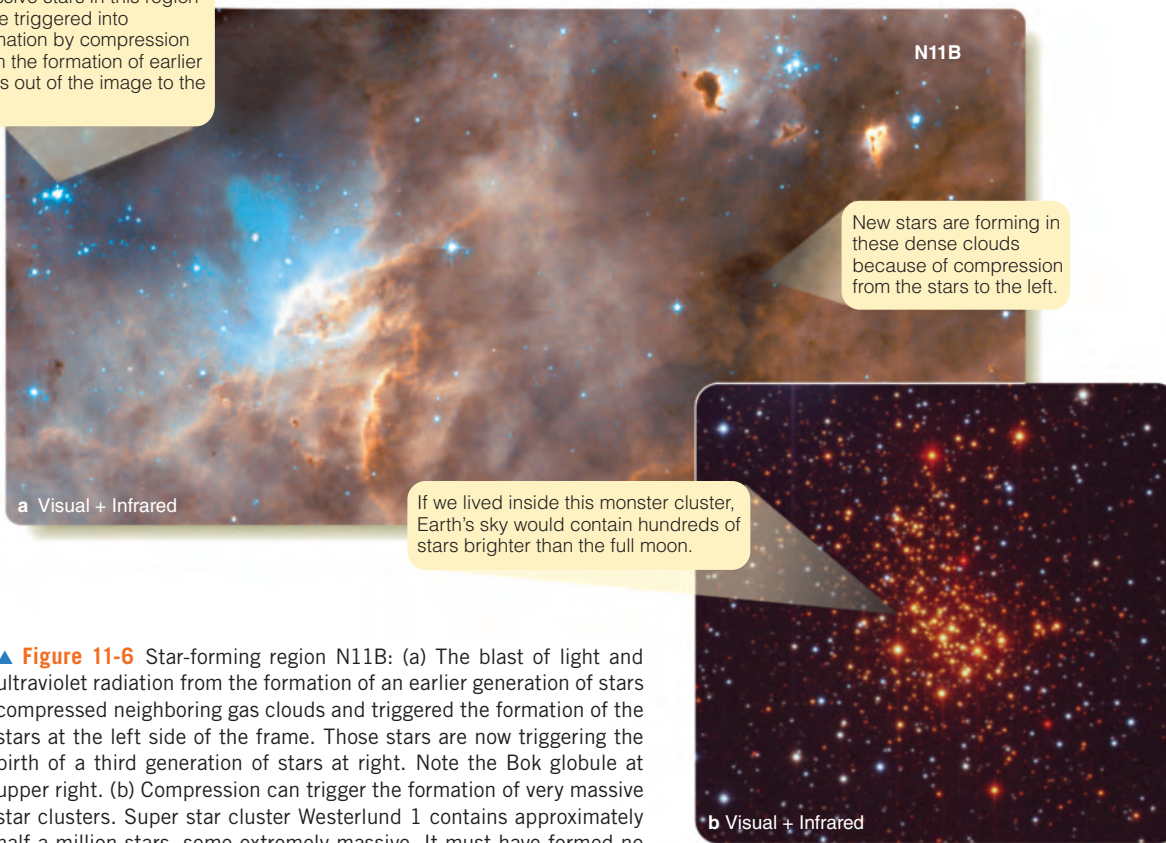 sive stars in this region
e triggered into
nation by compression
n the formation of earlier
s out of the image to the
N11B
New stars are forming in
these dense clouds
because of compression
from the stars to the left.
a Visual + Infrared
If we lived inside this monster cluster,
Earth's sky would contain hundreds of
stars brighter than the full moon.
b Visual + Infrared
▲ Figure 11-6 Star-forming region N11B: (a) The blast of light and
ultraviolet radiation from the formation of an earlier generation of stars
compressed neighboring gas clouds and triggered the formation of the
stars at the left side of the frame. Those stars are now triggering the
birth of a third generation of stars at right. Note the Bok globule at
upper right. (b) Compression can trigger the formation of very massive
star clusters. Super star cluster Westerlund 1 contains approximately
half a million stars, some extremely massive. It must have formed no